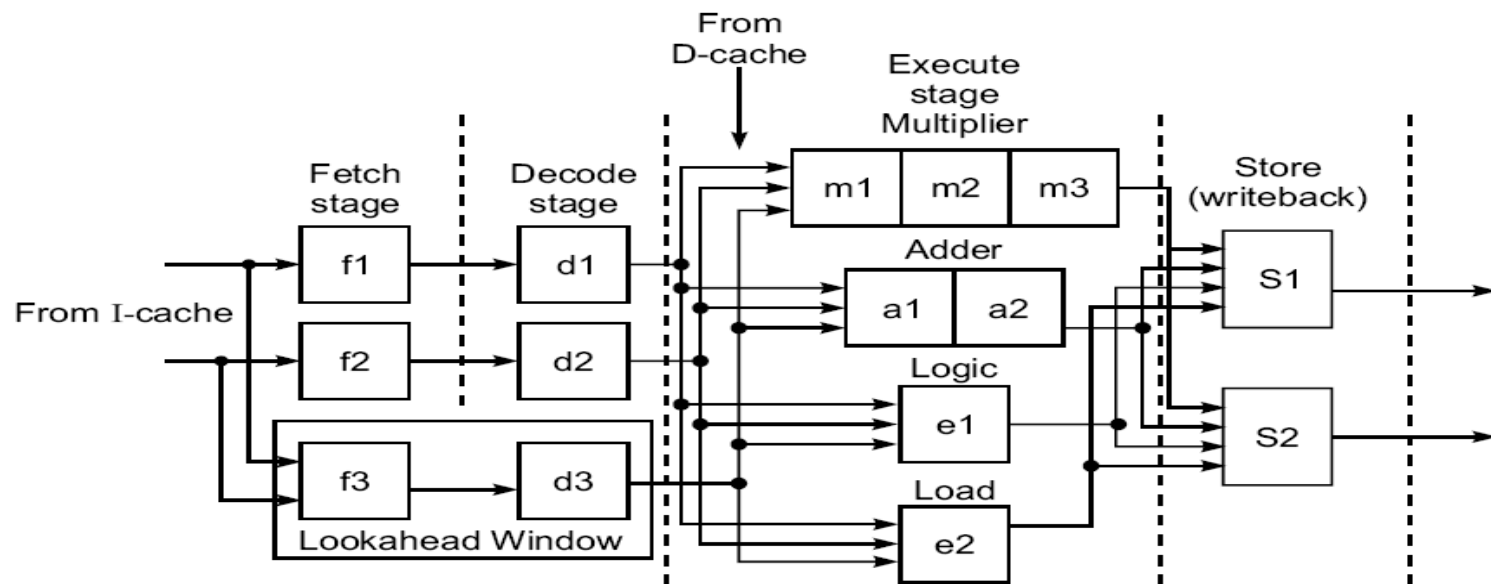 From
D-cache
Execute
stage
Multiplier
m1 m2 m3
Fetch
stage
Decode
stage
Store
(writeback)
f1
d1
Adder
a1 a2
S1
From I-cache
f2
d2
Logic
e1
S2
f3
d3
Lookahead Window
Load
e2